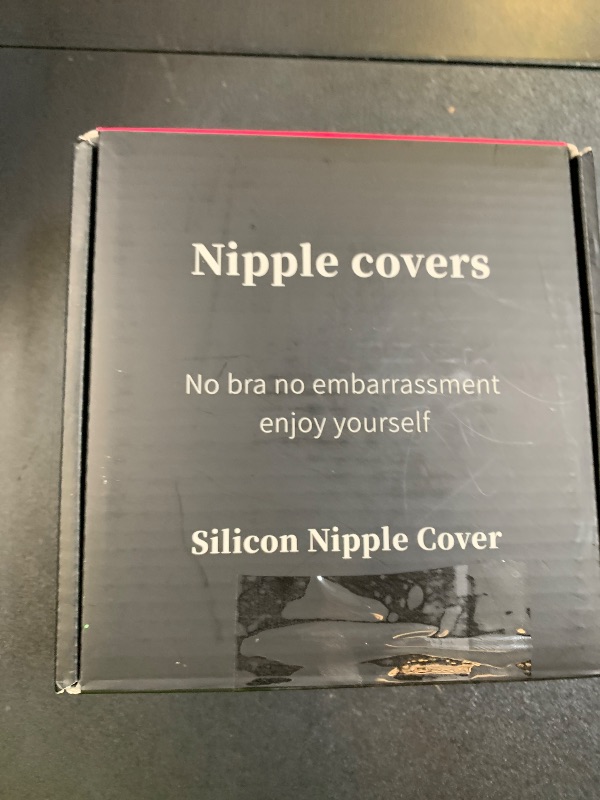 Nipple covers
No bra no embarrassment
enjoy yourself
Silicon Nipple Cover